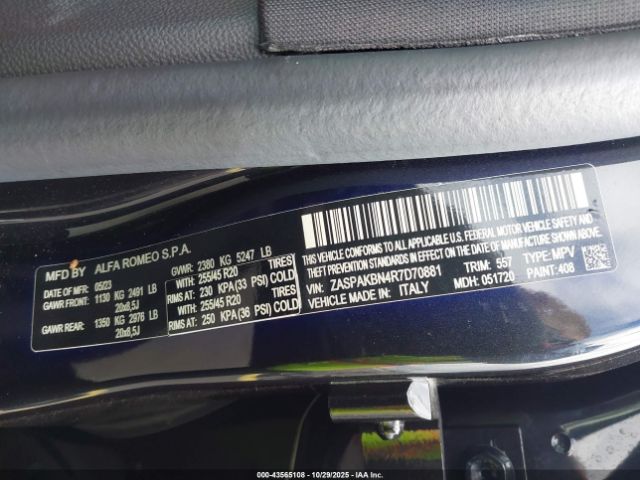 MFD BY ALFA ROMEO S.P.A.
DATE OF MFR: 05/23 GVWR: 2380 KG 5247 LB
GAWR FRONT: 1130 KG 2491 LB WITH: 255/45 R20 TIRES
20x8,5J RIMS AT: 230 KPA (33 PSI) COLD
GAWR REAR: 1350 KG 2976 LB WITH: 255/45 R20 TIRES
20x8,5J RIMS AT: 250 KPA (36 PSI) COLD
THIS VEHICLE CONFORMS TO ALL APPLICABLE U.S. FEDERAL MOTOR VEHICLE SAFETY,
BUMPER, AND THEFT PREVENTION STANDARDS IN EFFECT ON THE DATE OF MFR SHOWN ABOVE.
VIN: ZASPAKBN4R7D70881 TRIM: 557 TYPE: MPV
VEHICLE MADE IN: ITALY MDH: 051720 PAINT: 408
000-43565108 - 10/29/2025 - IAAI.COM